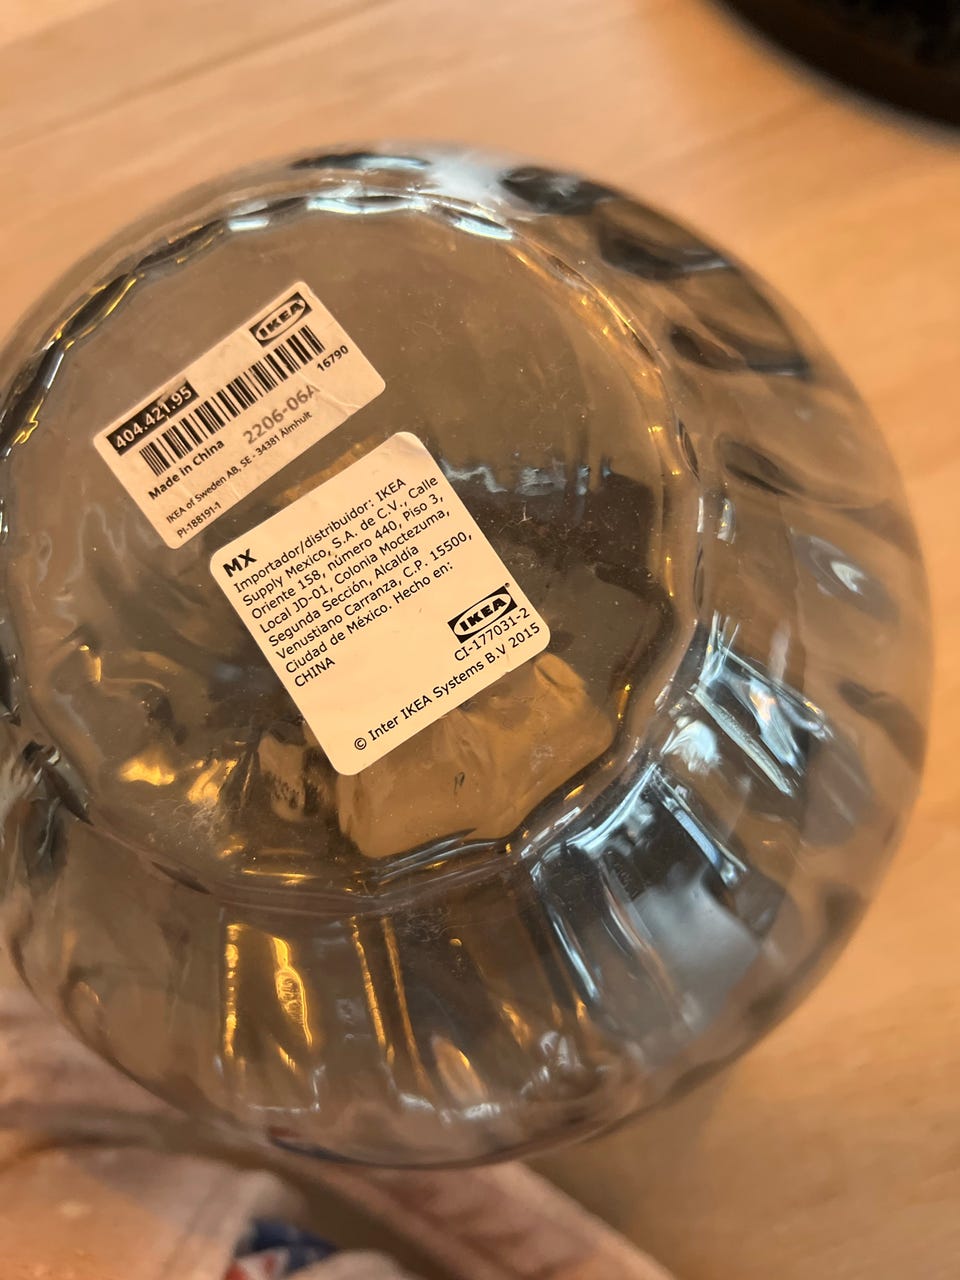 IKEA
404.421.95
16790
Made in China
2206-06A
IKEA of Sweden AB, SE - 34381 Älmhult
PI-188191-1
MX
Importador/distribuidor: IKEA
Supply Mexico, S.A. de C.V., Calle
Oriente 158, número 440, Piso 3,
Local JD-01, Colonia Moctezuma,
Segunda Sección, Alcaldía
Venustiano Carranza, C.P. 15500,
Ciudad de México. Hecho en:
CHINA
IKEA®
CI-177031-2
© Inter IKEA Systems B.V 2015